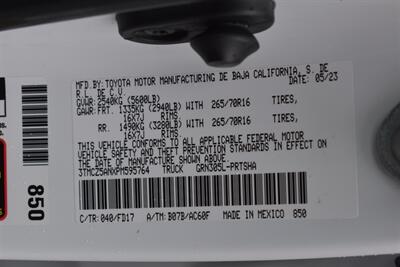 MFD.BY:TOYOTA MOTOR MANUFACTURING DE BAJA CALIFORNIA, S. DE
R.L. DE C.V. DATE: 05/23
GVWR: 2540KG (5600LB)
GAWR: FRT. 1335KG (2940LB) WITH 265/70R16 TIRES,
16X7J RIMS,
RR. 1490KG (3280LB) WITH 265/70R16 TIRES,
16X7J RIMS
THIS VEHICLE CONFORMS TO ALL APPLICABLE FEDERAL MOTOR
VEHICLE SAFETY AND THEFT PREVENTION STANDARDS IN EFFECT ON
THE DATE OF MANUFACTURE SHOWN ABOVE.
3TMCZ5ANXPM595764 TRUCK GRN305L-PRTSHA
C/TR: 040/FD17 A/TM: B07B/AC60F MADE IN MEXICO 850
850